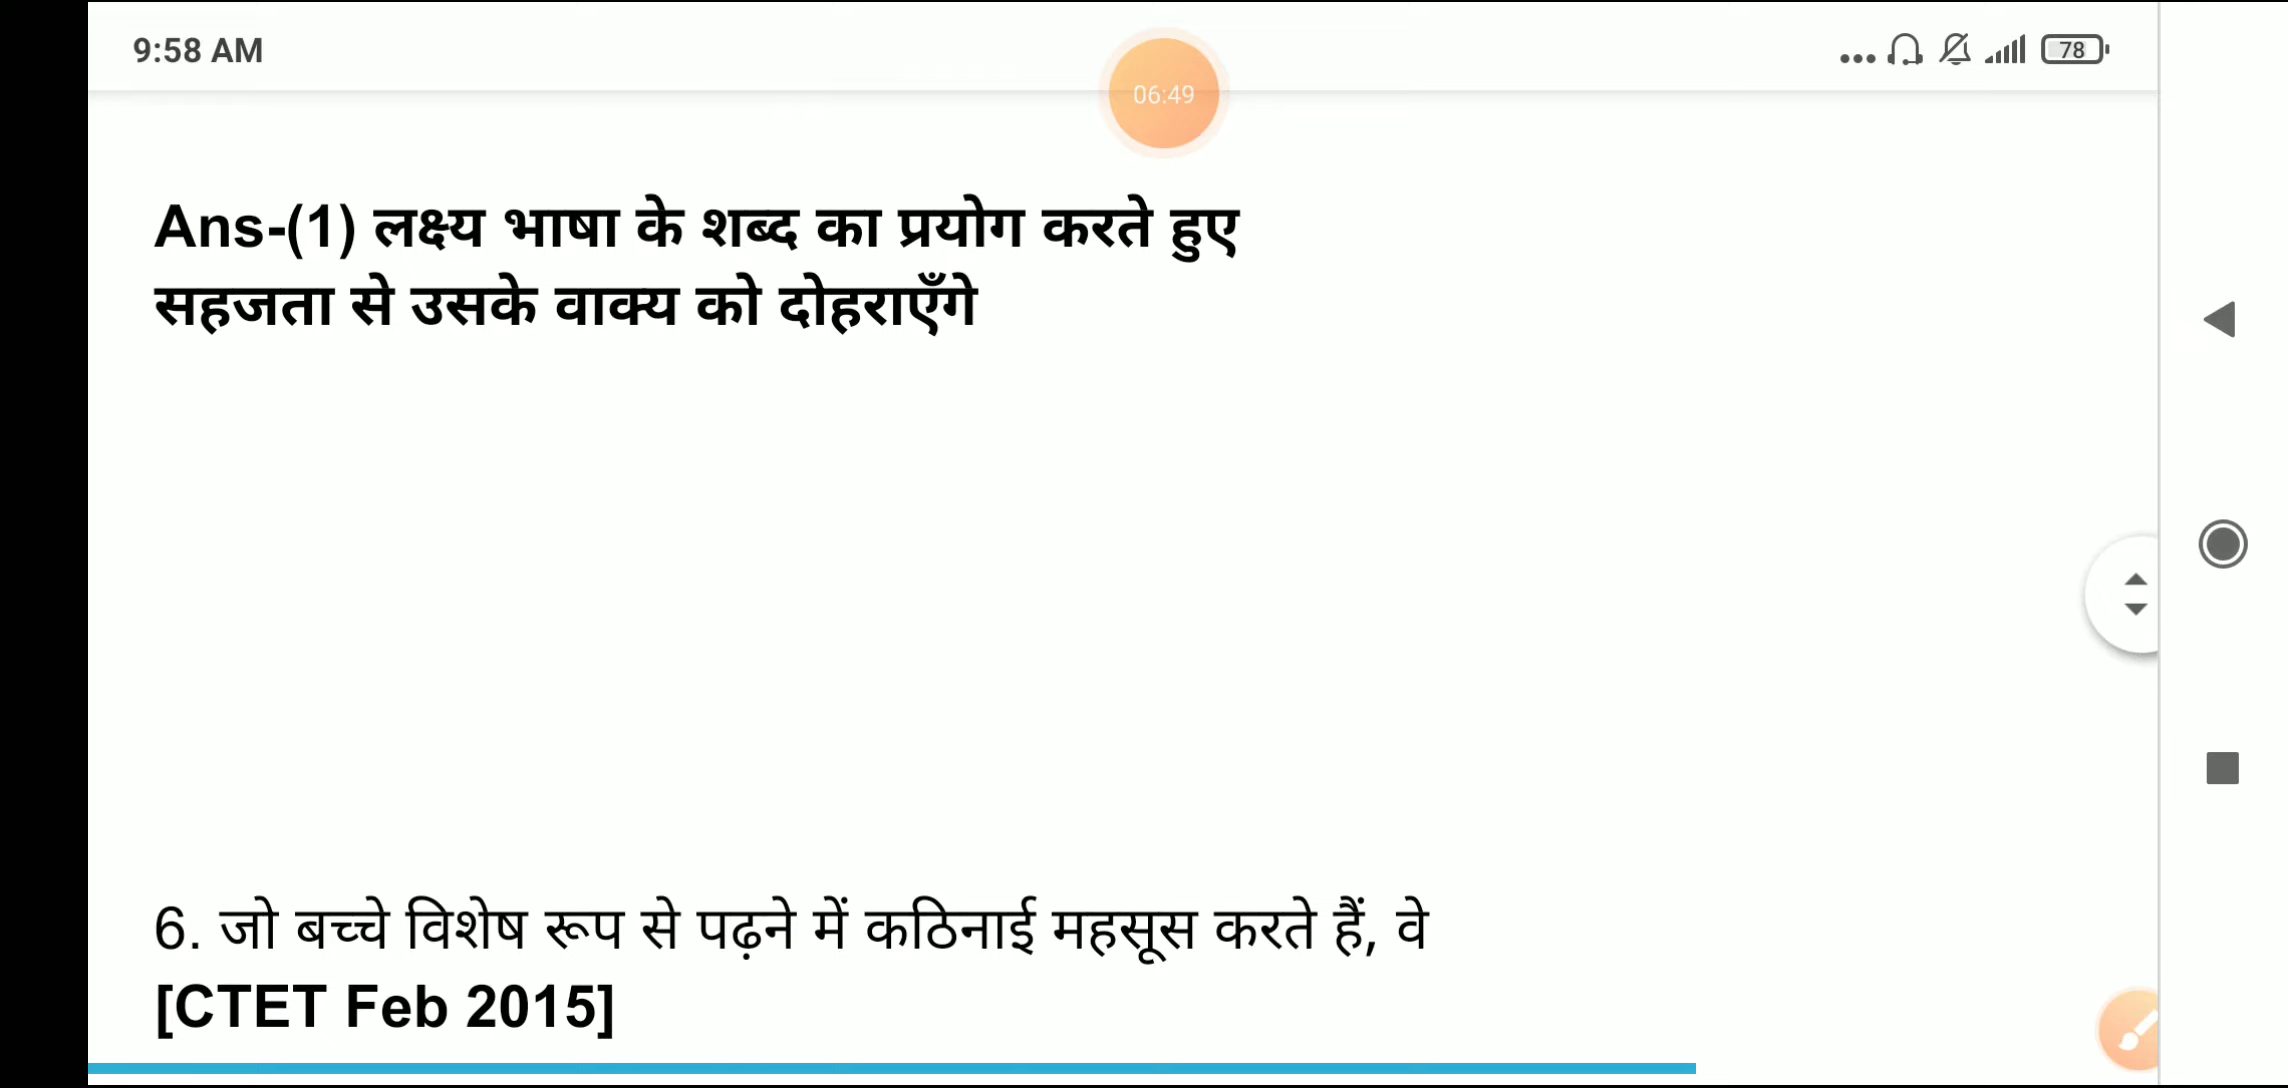 9:58 AM
78
06:49
Ans-(1) लक्ष्य भाषा के शब्द का प्रयोग करते हुए
सहजता से उसके वाक्य को दोहराएँगे
6. जो बच्चे विशेष रूप से पढ़ने में कठिनाई महसूस करते हैं, वे
[CTET Feb 2015]